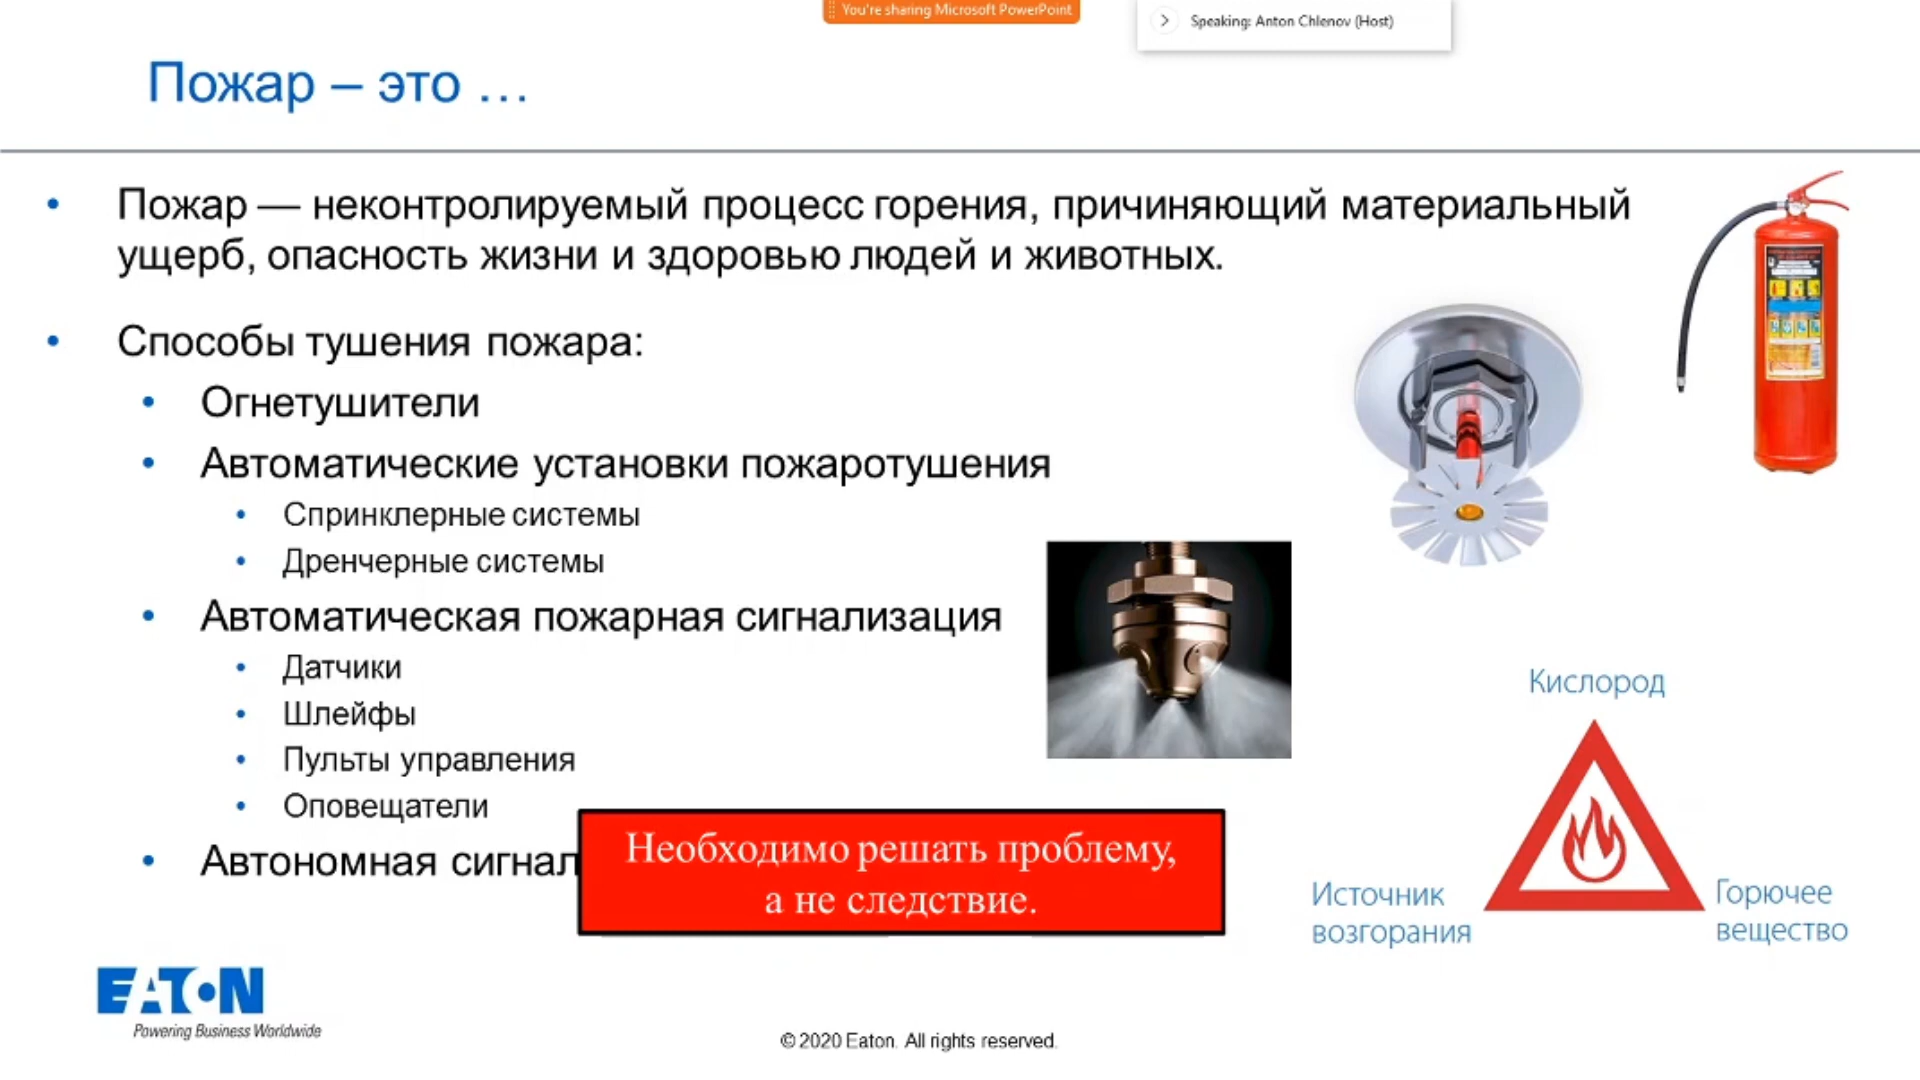 You're sharing Microsoft PowerPoint
Speaking: Anton Chlenov (Host)
Пожар – это …
Пожар — неконтролируемый процесс горения, причиняющий материальный
ущерб, опасность жизни и здоровью людей и животных.
Способы тушения пожара:
Огнетушители
Автоматические установки пожаротушения
Спринклерные системы
Дренчерные системы
Автоматическая пожарная сигнализация
Датчики
Шлейфы
Пульты управления
Оповещатели
Автономная сигнал
Необходимо решать проблему,
а не следствие.
Кислород
Источник
возгорания
Горючее
вещество
EATON
Powering Business Worldwide
© 2020 Eaton. All rights reserved.